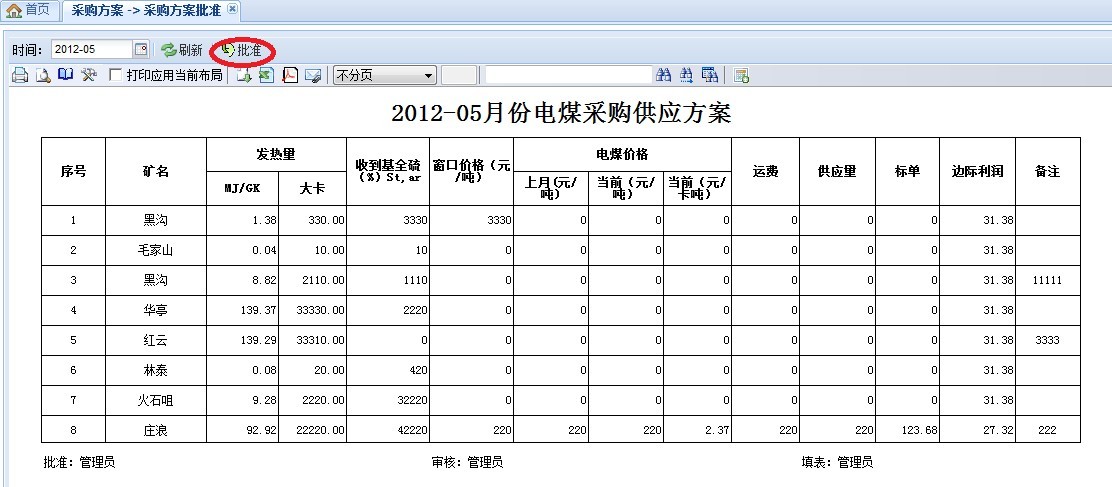 首页 采购方案 -> 采购方案批准
时间: 2012-05 刷新 批准
打印应用当前布局 不分页
2012-05月份电煤采购供应方案
序号 矿名 发热量 收到基全硫(%)St,ar 窗口价格(元/吨) 电煤价格 运费 供应量 标单 边际利润 备注
MJ/GK 大卡 上月(元/吨) 当前(元/吨) 当前(元/卡吨)
1 黑沟 1.38 330.00 3330 3330 0 0 0 0 0 0 31.38
2 毛家山 0.04 10.00 10 0 0 0 0 0 0 0 31.38
3 黑沟 8.82 2110.00 1110 0 0 0 0 0 0 0 31.38 11111
4 华亭 139.37 33330.00 2220 0 0 0 0 0 0 0 31.38
5 红云 139.29 33310.00 0 0 0 0 0 0 0 0 31.38 3333
6 林泰 0.08 20.00 420 0 0 0 0 0 0 0 31.38
7 火石咀 9.28 2220.00 32220 0 0 0 0 0 0 0 31.38
8 庄浪 92.92 22220.00 42220 220 220 220 2.37 220 220 123.68 27.32 222
批准: 管理员 审核: 管理员 填表: 管理员